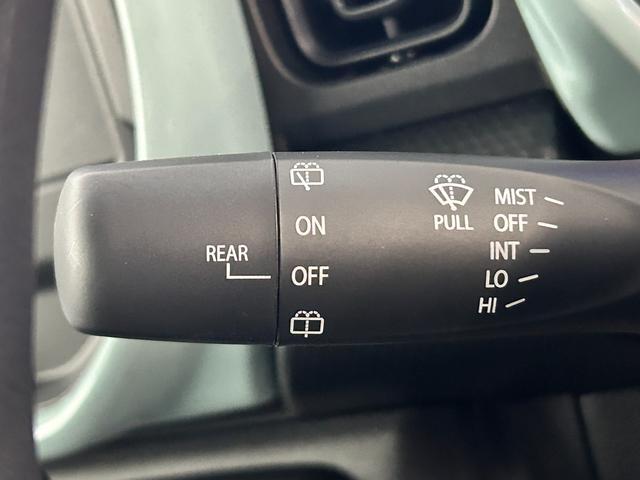 REAR
ON
OFF
PULL
MIST
OFF
INT
LO
HI